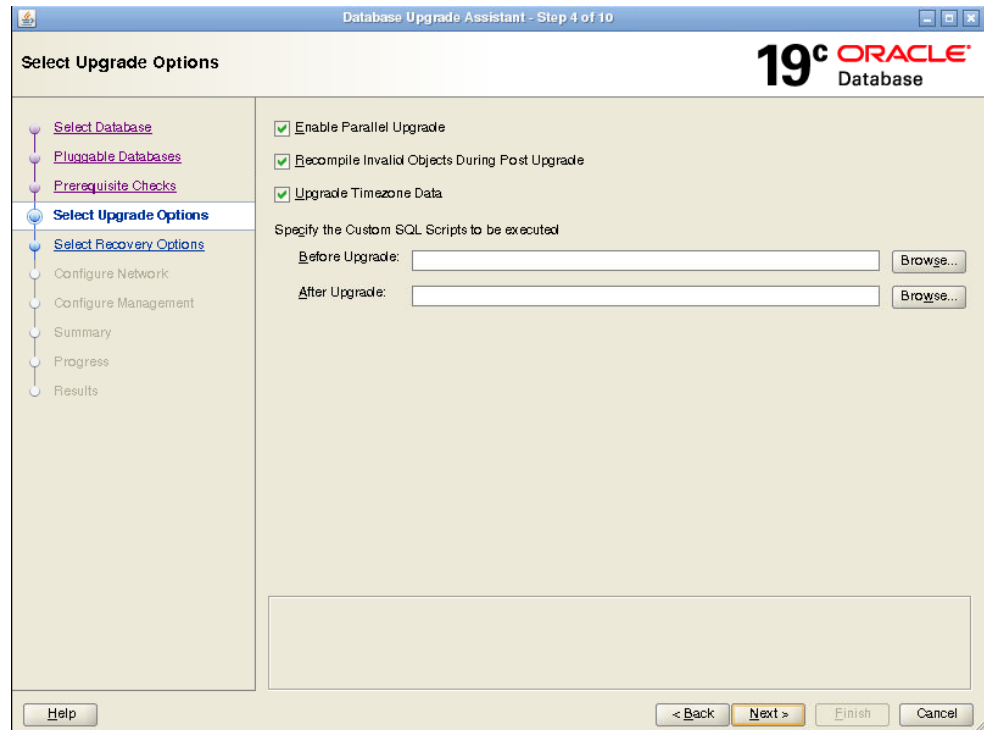 Database Upgrade Assistant - Step 4 of 10
Select Upgrade Options
19c ORACLE
Database
Select Database
Pluggable Databases
Prerequisite Checks
Select Upgrade Options
Select Recovery Options
Configure Network
Configure Management
Summary
Progress
Results
Enable Parallel Upgrade
Recompile Invalid Objects During Post Upgrade
Upgrade Timezone Data
Specify the Custom SQL Scripts to be executed
Before Upgrade: Browse...
After Upgrade: Browse...
Help < Back Next > Finish Cancel